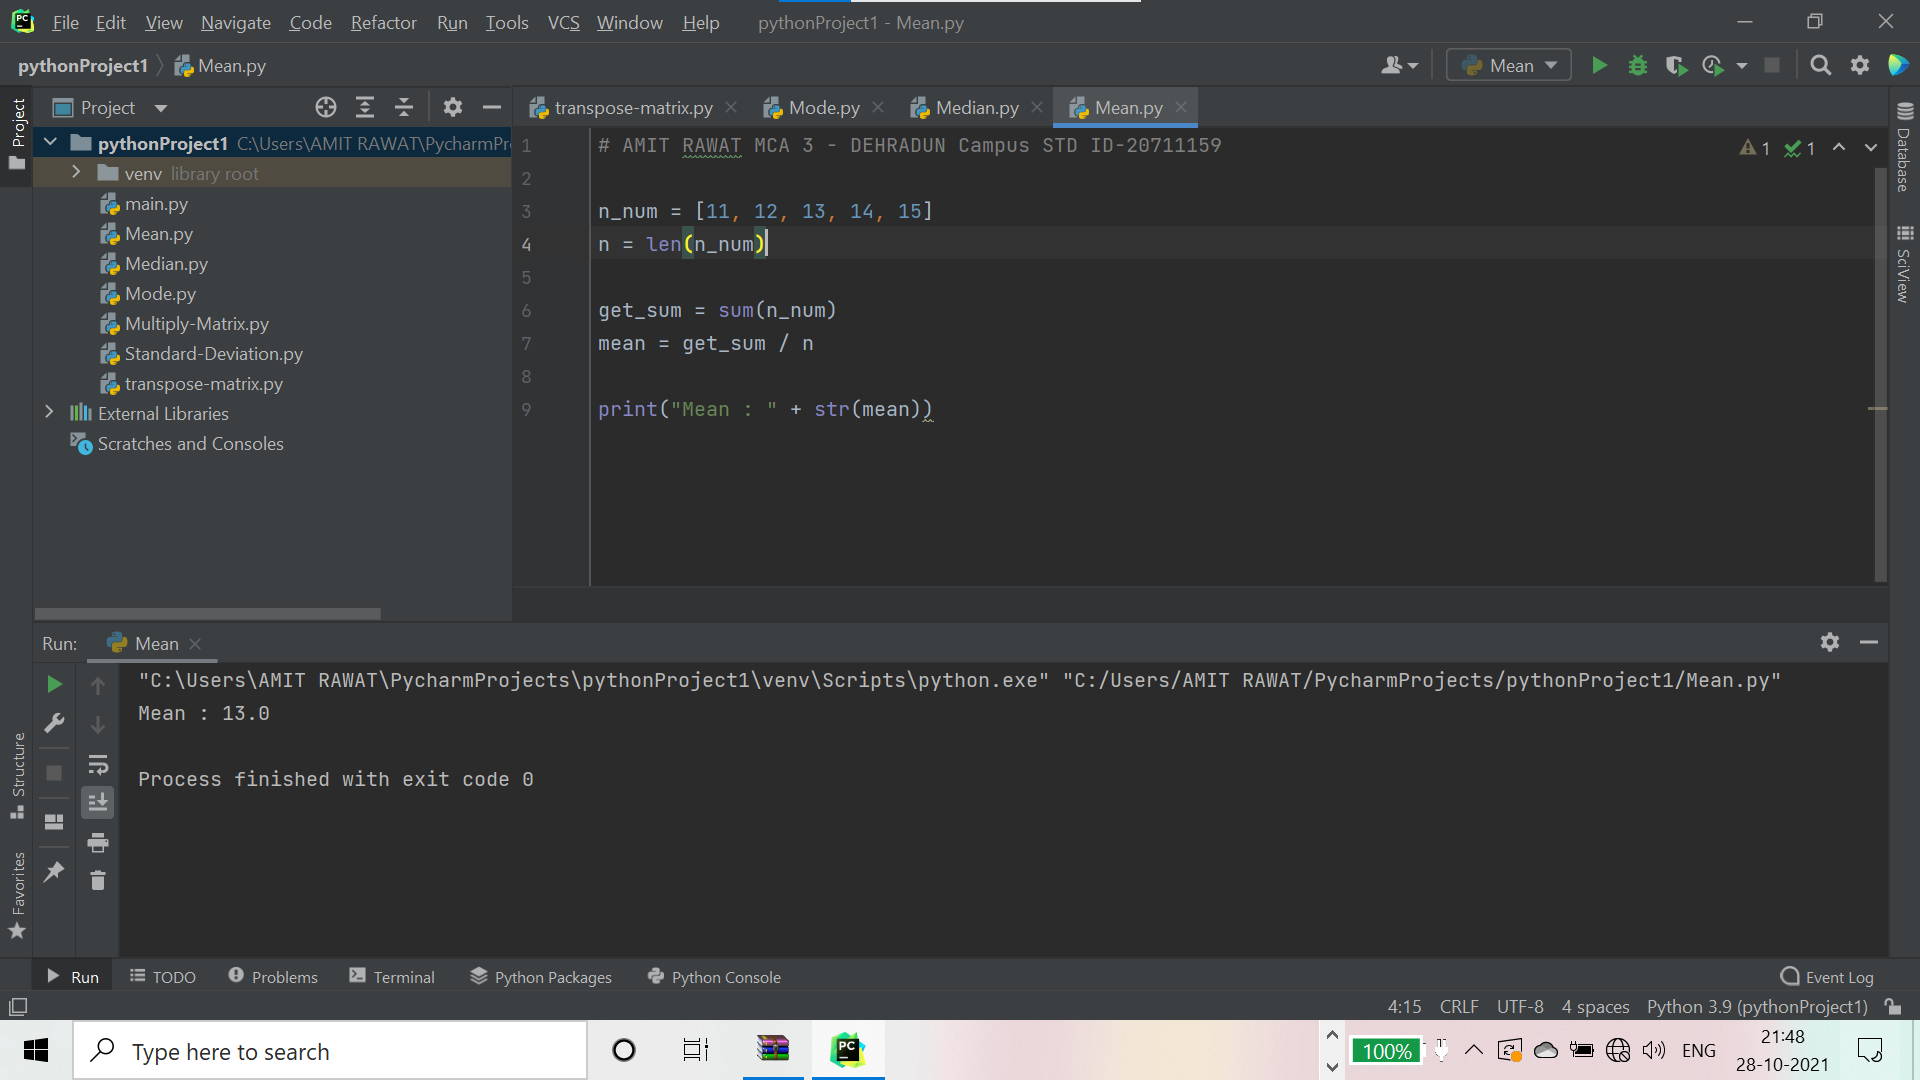 File Edit View Navigate Code Refactor Run Tools VCS Window Help pythonProject1 - Mean.py
pythonProject1 Mean.py Mean
Project transpose-matrix.py Mode.py Median.py Mean.py
Project
pythonProject1 C:\Users\AMIT RAWAT\PycharmPr
venv library root
main.py
Mean.py
Median.py
Mode.py
Multiply-Matrix.py
Standard-Deviation.py
transpose-matrix.py
External Libraries
Scratches and Consoles
1 # AMIT RAWAT MCA 3 - DEHRADUN Campus STD ID-20711159
2
3 n_num = [11, 12, 13, 14, 15]
4 n = len(n_num)
5
6 get_sum = sum(n_num)
7 mean = get_sum / n
8
9 print("Mean : " + str(mean))
1 1
Database
SciView
Run: Mean
"C:\Users\AMIT RAWAT\PycharmProjects\pythonProject1\venv\Scripts\python.exe" "C:/Users/AMIT RAWAT/PycharmProjects/pythonProject1/Mean.py"
Mean : 13.0
Process finished with exit code 0
Structure
Favorites
Run TODO Problems Terminal Python Packages Python Console Event Log
4:15 CRLF UTF-8 4 spaces Python 3.9 (pythonProject1)
Type here to search PC 100% ENG 21:48
28-10-2021